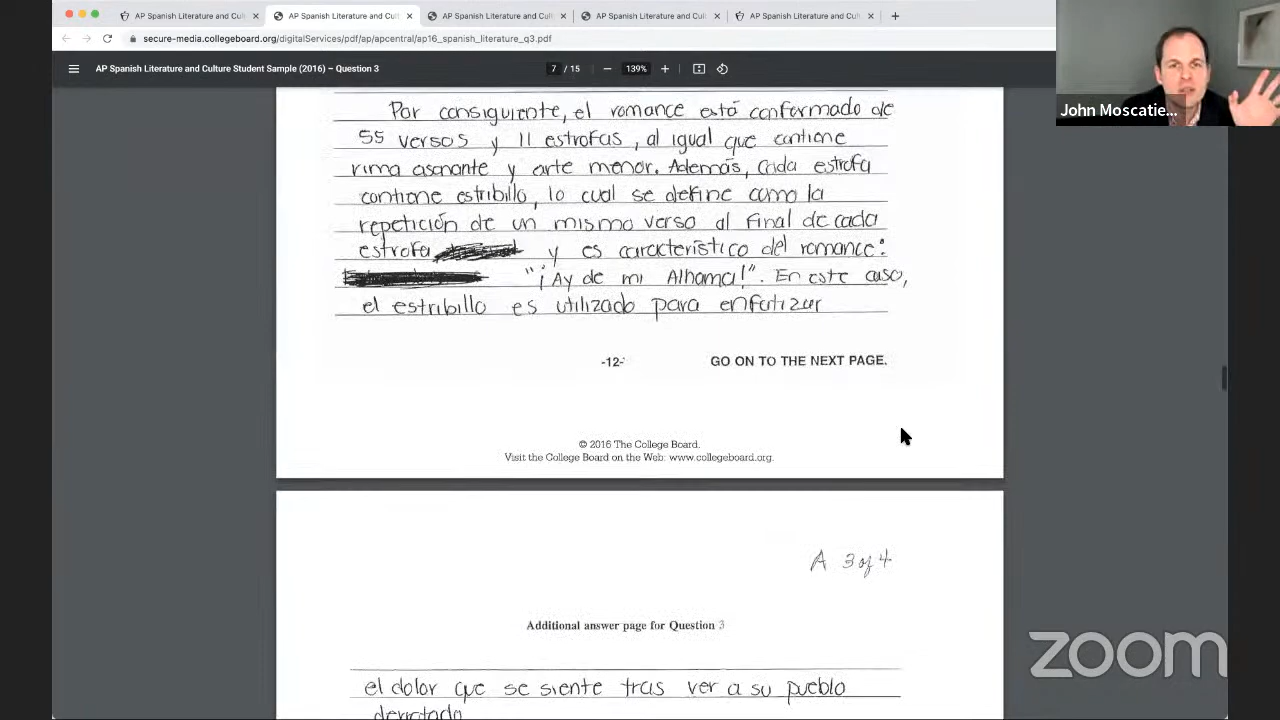 AP Spanish Literature and Cul
AP Spanish Literature and Cult
AP Spanish Literature and Cul
AP Spanish Literature and Cul
AP Spanish Literature and Cul
secure-media.collegeboard.org/digitalServices/pdf/ap/apcentral/ap16_spanish_literature_q3.pdf
AP Spanish Literature and Culture Student Sample (2016) – Question 3
7 / 15
139%
John Moscatie...
Por consiguiente, el romance está conformado de
55 versos y 11 estrofas, al igual que contiene
rima asonante y arte menor. Además, cada estrofa
contiene estribillo, lo cual se define como la
repetición de un mismo verso al final de cada
estrofa y es característico del romance:
"¡Ay de mi Alhama!". En este caso,
el estribillo es utilizado para enfatizar
-12-
GO ON TO THE NEXT PAGE.
© 2016 The College Board.
Visit the College Board on the Web: www.collegeboard.org.
A 3 of 4
Additional answer page for Question 3
el dolor que se siente tras ver a su pueblo
derrotado
zoom